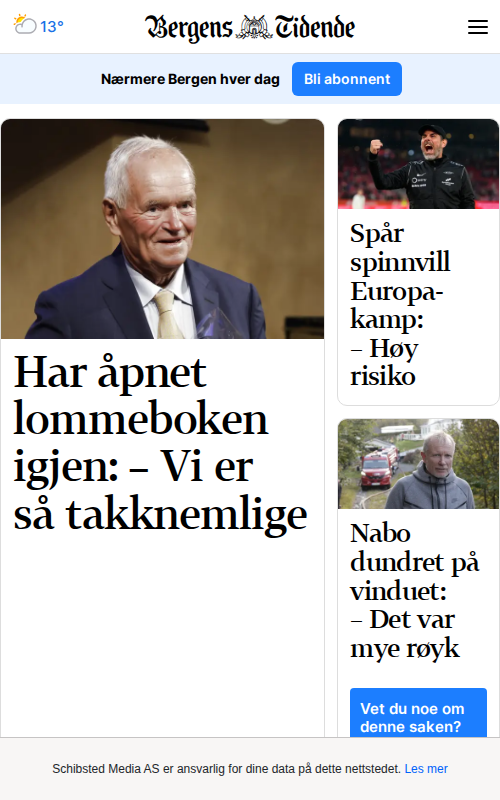 13°
Bergens Tidende
Nærmere Bergen hver dag
Bli abonnent
Har åpnet
lommeboken
igjen: – Vi er
så takknemlige
Spår
spinnvill
Europa-
kamp:
– Høy
risiko
Nabo
dundret på
vinduet:
– Det var
mye røyk
Vet du noe om
denne saken?
Schibsted Media AS er ansvarlig for dine data på dette nettstedet. Les mer